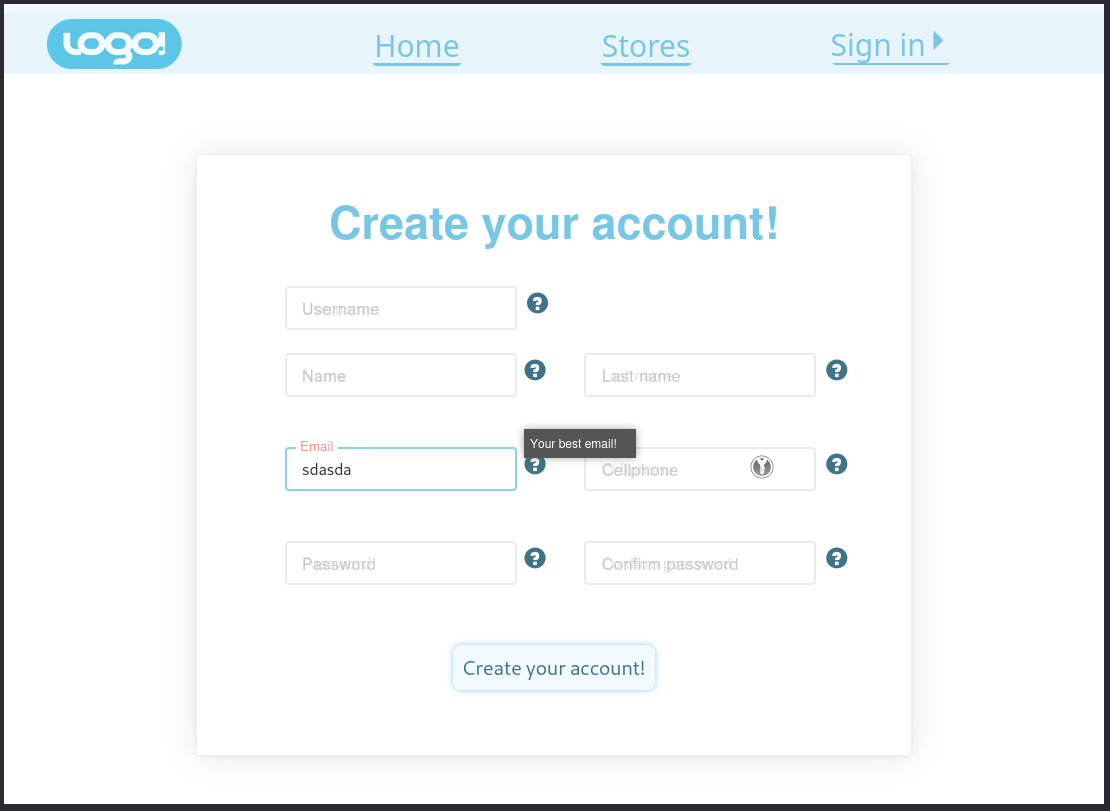 LOGO!
Home
Stores
Sign in
Create your account!
Username
?
Name
?
Last name
?
Email
sdasda
Your best email!
?
Cellphone
?
Password
?
Confirm password
?
Create your account!